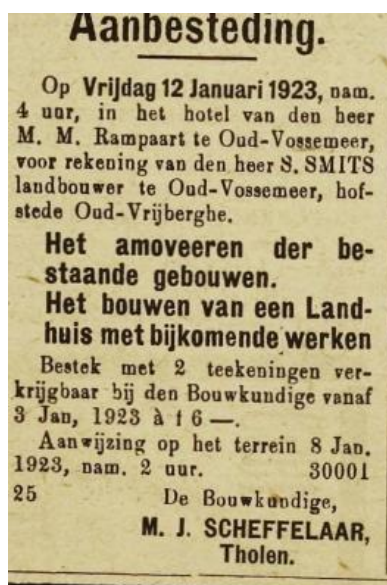 Aanbesteding.
Op Vrijdag 12 Januari 1923, nam.
4 uur, in het hotel van den heer
M. M. Rampaart te Oud-Vossemeer,
voor rekening van den heer S. SMITS
landbouwer te Oud-Vossemeer, hof-
stede Oud-Vrijberghe.
Het amoveeren der be-
staande gebouwen.
Het bouwen van een Land-
huis met bijkomende werken
Bestek met 2 teekeningen ver-
krijgbaar bij den Bouwkundige vanaf
3 Jan, 1923 à f 6 —.
Aanwijzing op het terrein 8 Jan.
1923, nam. 2 uur. 30001
25 De Bouwkundige,
M. J. SCHEFFELAAR,
Tholen.